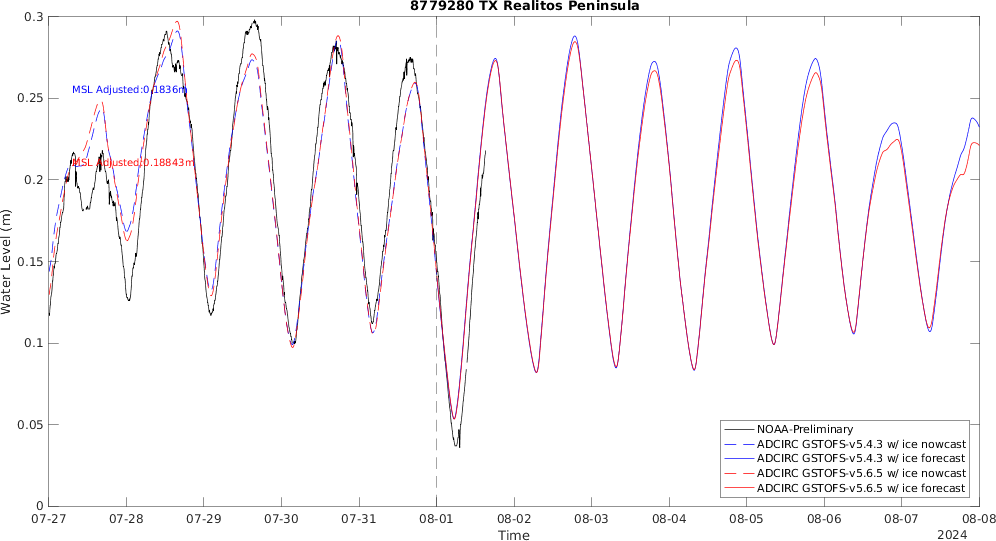 8779280 TX Realitos Peninsula
0.3
0.25
0.2
0.15
0.1
0.05
0
Water Level (m)
MSL Adjusted:0.1836m
MSL Adjusted:0.18843m
NOAA-Preliminary
ADCIRC GSTOFS-v5.4.3 w/ ice nowcast
ADCIRC GSTOFS-v5.4.3 w/ ice forecast
ADCIRC GSTOFS-v5.6.5 w/ ice nowcast
ADCIRC GSTOFS-v5.6.5 w/ ice forecast
07-27 07-28 07-29 07-30 07-31 08-01 08-02 08-03 08-04 08-05 08-06 08-07 08-08
Time
2024